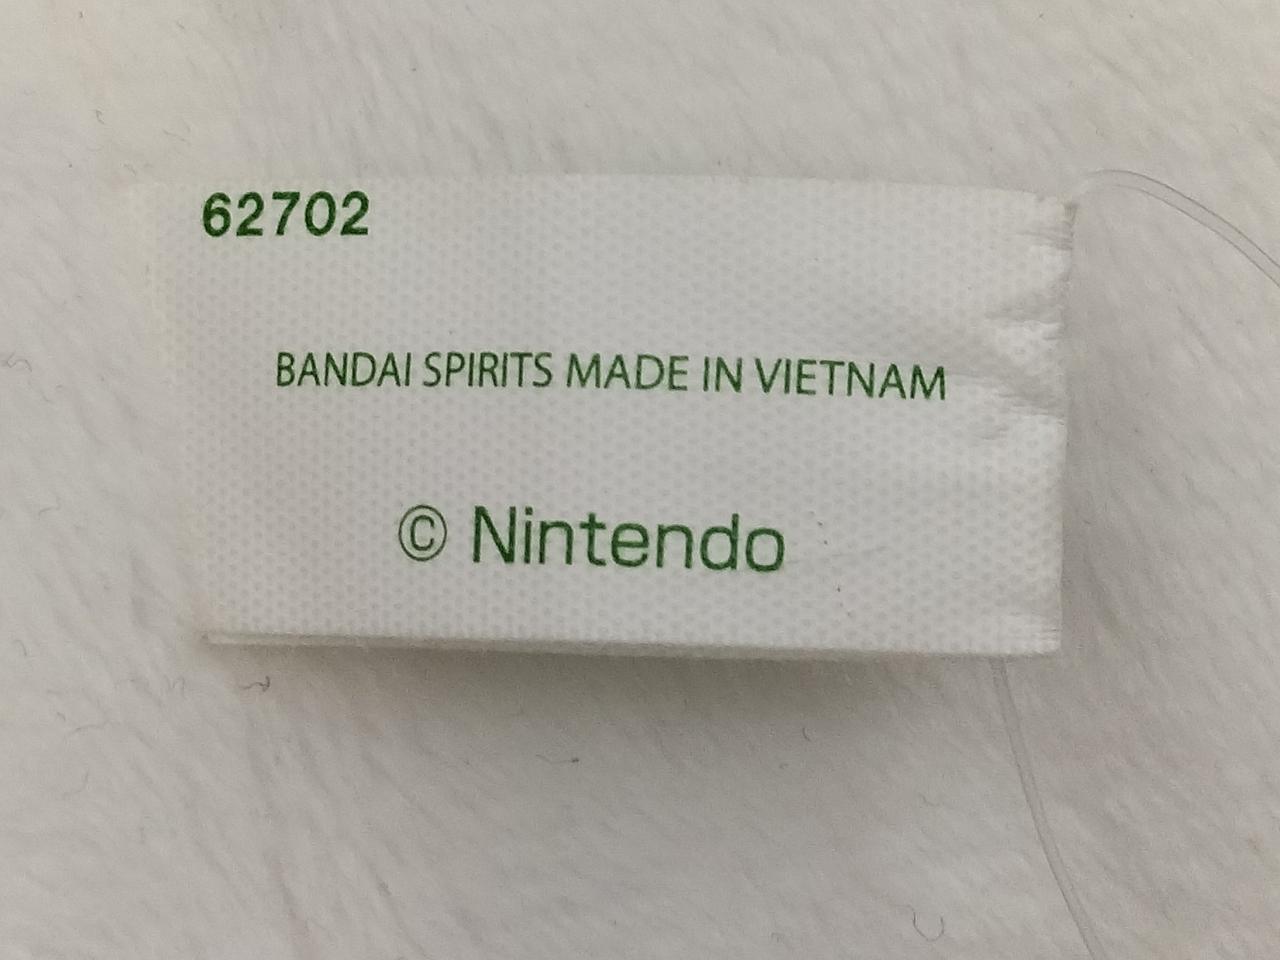 62702
BANDAI SPIRITS MADE IN VIETNAM
© Nintendo